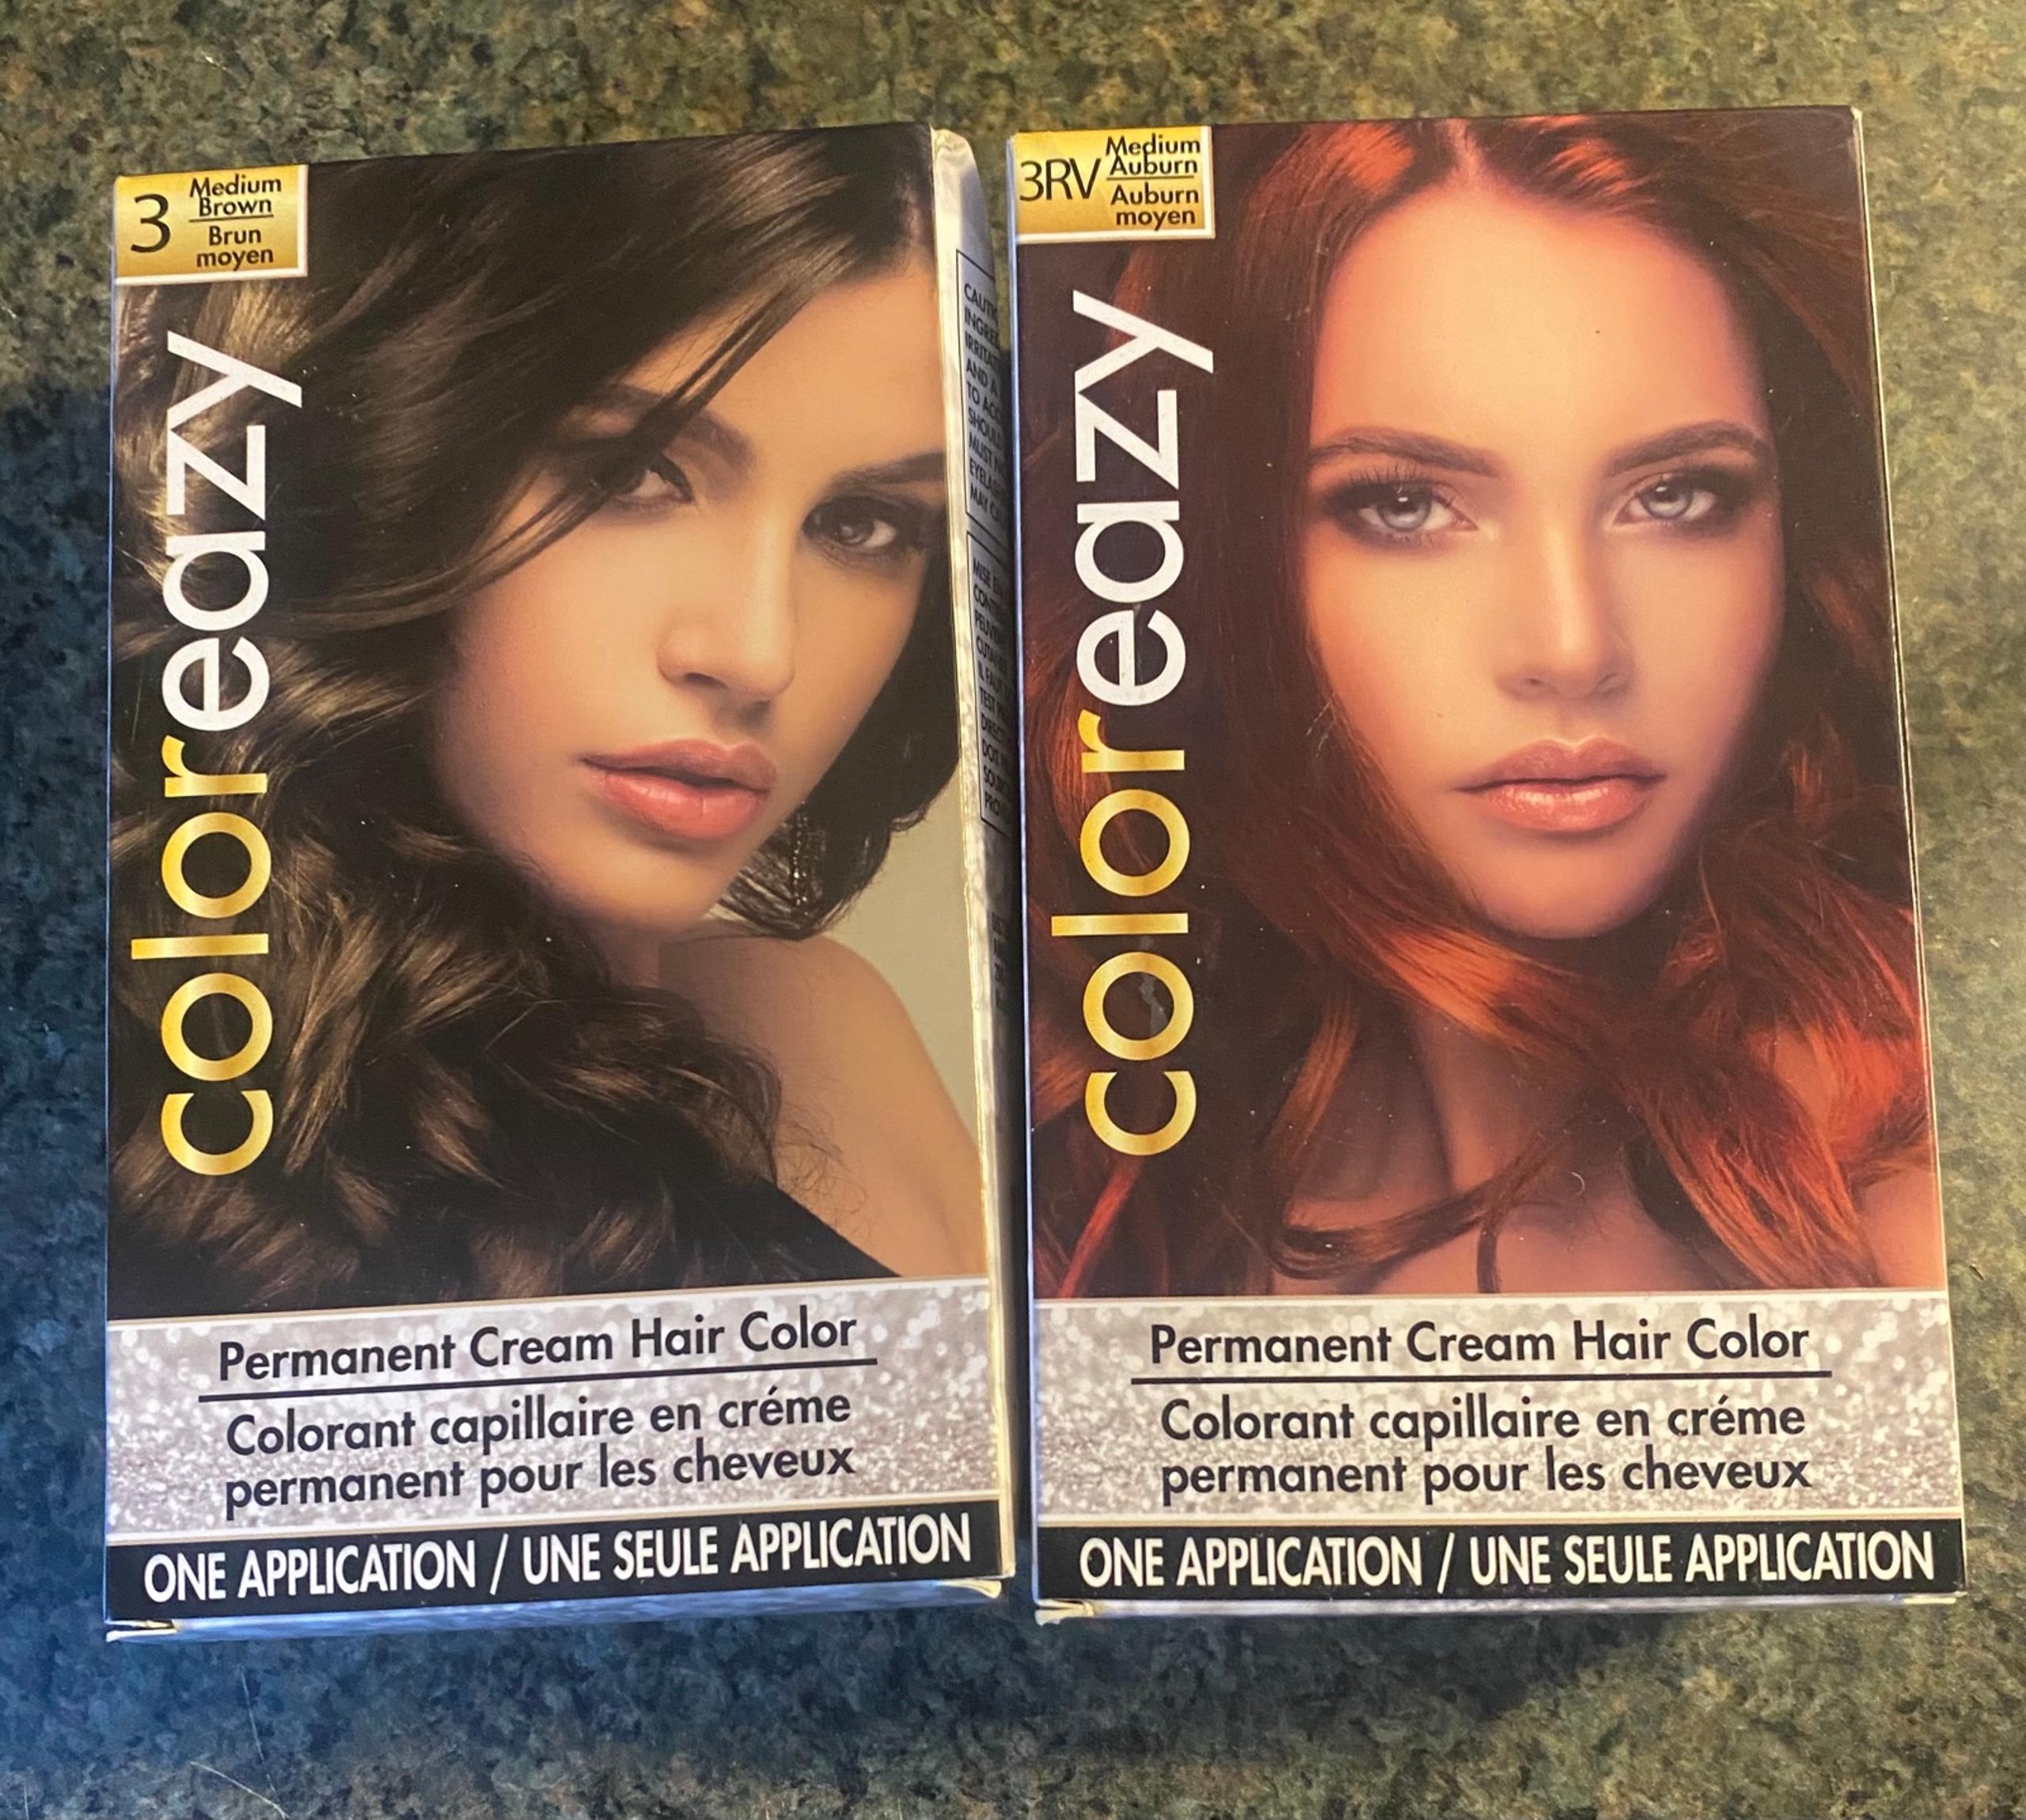 3
Medium
Brown
Brun
moyen
coloreazy
Permanent Cream Hair Color
Colorant capillaire en créme
permanent pour les cheveux
ONE APPLICATION / UNE SEULE APPLICATION
TO
3RV
Medium
Auburn
Auburn
moyen
coloreazy
Permanent Cream Hair Color
Colorant capillaire en créme
permanent pour les cheveux
ONE APPLICATION / UNE SEULE APPLICATION